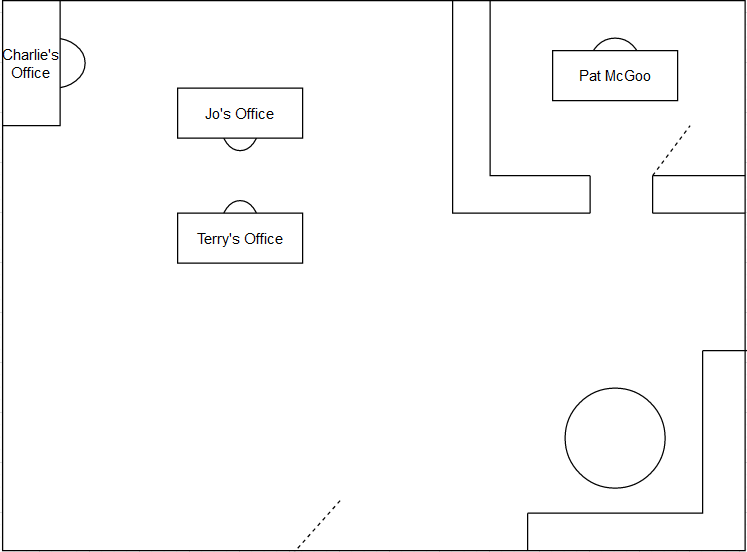 Charlie's
Office
Jo's Office
Terry's Office
Pat McGoo